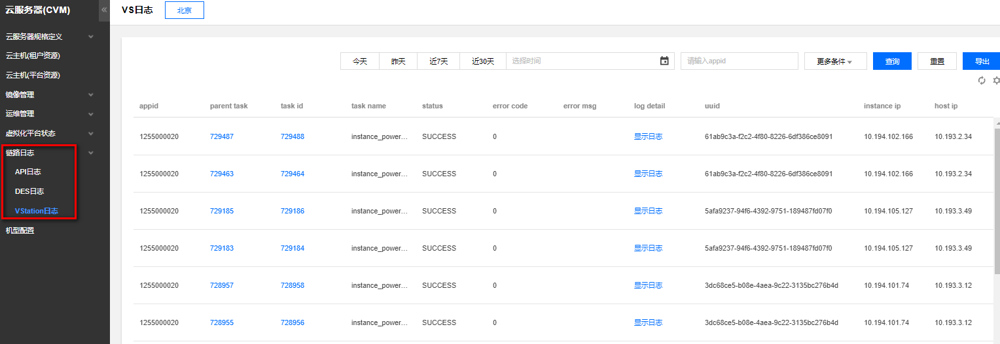 云服务器(CVM)
«
VS日志
北京
云服务器规格定义
云主机(租户资源)
云主机(平台资源)
镜像管理
运维管理
虚拟化平台状态
链路日志
API日志
DES日志
VStation日志
机型配置
今天 昨天 近7天 近30天 选择时间 请输入appid 更多条件 查询 重置 导出
appid parent task task id task name status error code error msg log detail uuid instance ip host ip
1255000020 729487 729488 instance_power... SUCCESS 0 显示日志 61ab9c3a-f2c2-4f80-8226-6df386ce8091 10.194.102.166 10.193.2.34
1255000020 729463 729464 instance_power... SUCCESS 0 显示日志 61ab9c3a-f2c2-4f80-8226-6df386ce8091 10.194.102.166 10.193.2.34
1255000020 729185 729186 instance_power... SUCCESS 0 显示日志 5afa9237-94f6-4392-9751-189487fd07f0 10.194.105.127 10.193.3.49
1255000020 729183 729184 instance_power... SUCCESS 0 显示日志 5afa9237-94f6-4392-9751-189487fd07f0 10.194.105.127 10.193.3.49
1255000020 728957 728958 instance_power... SUCCESS 0 显示日志 3dc68ce5-b08e-4aea-9c22-3135bc276b4d 10.194.101.74 10.193.3.12
1255000020 728955 728956 instance_power... SUCCESS 0 显示日志 3dc68ce5-b08e-4aea-9c22-3135bc276b4d 10.194.101.74 10.193.3.12